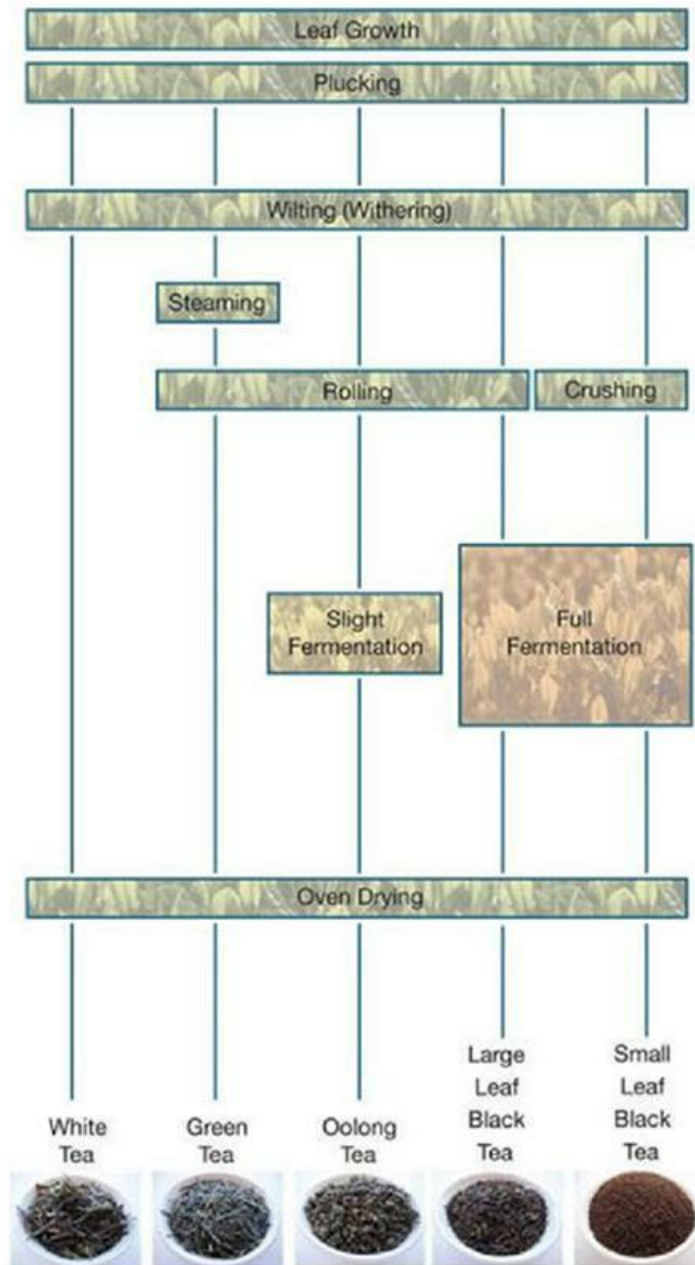 Leaf Growth
Plucking
Wilting (Withering)
Steaming
Rolling
Crushing
Slight
Fermentation
Full
Fermentation
Oven Drying
White
Tea
Green
Tea
Oolong
Tea
Large
Leaf
Black
Tea
Small
Leaf
Black
Tea